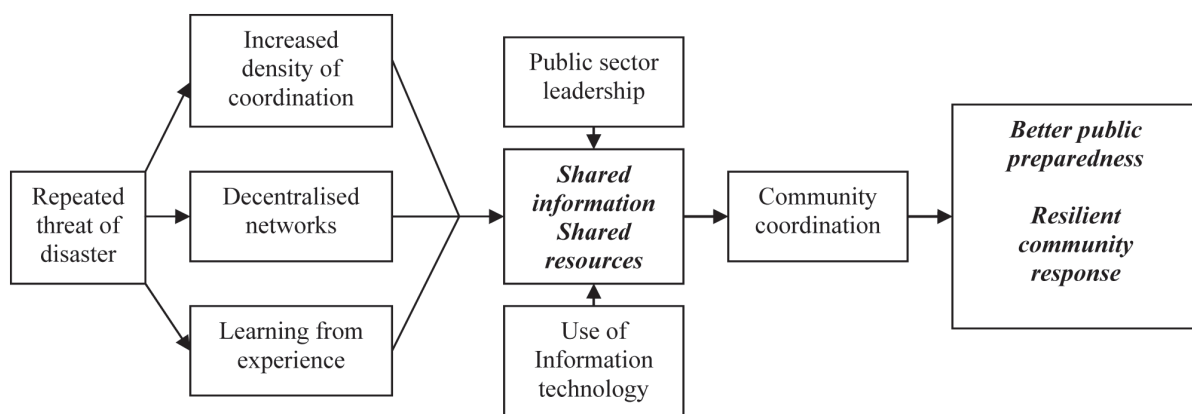 Repeated
threat of
disaster
Increased
density of
coordination
Decentralised
networks
Learning from
experience
Public sector
leadership
Shared
information
Shared
resources
Use of
Information
technology
Community
coordination
Better public
preparedness
Resilient
community
response